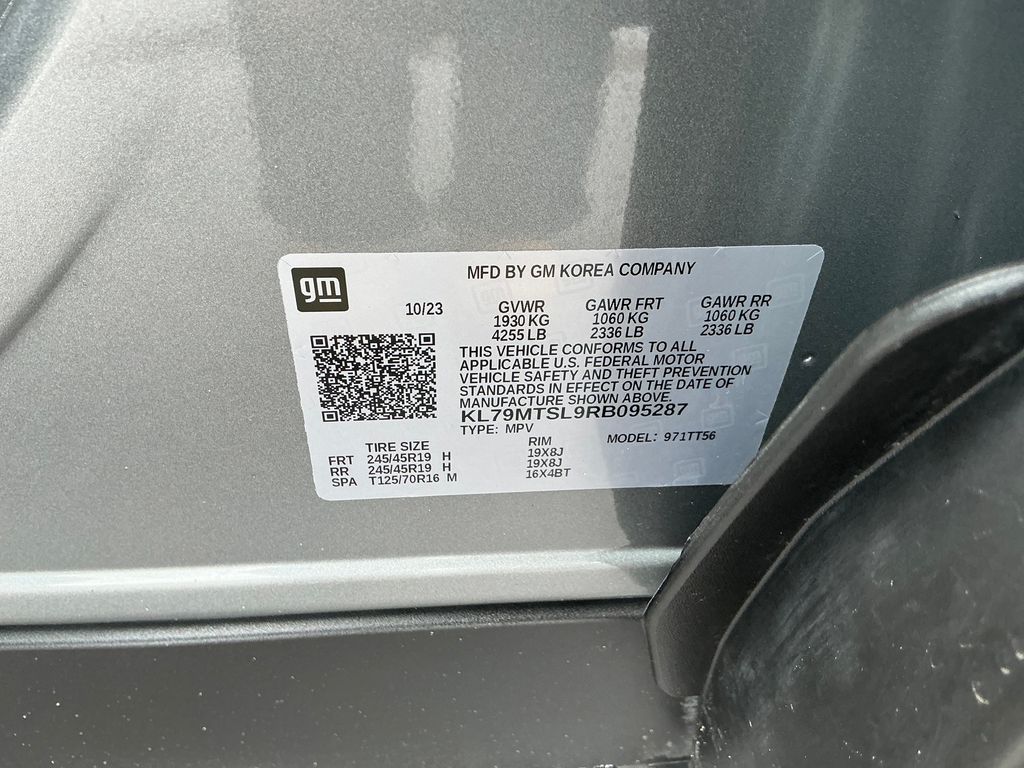 gm
MFD BY GM KOREA COMPANY
10/23
GVWR GAWR FRT GAWR RR
1930 KG 1060 KG 1060 KG
4255 LB 2336 LB 2336 LB
THIS VEHICLE CONFORMS TO ALL
APPLICABLE U.S. FEDERAL MOTOR
VEHICLE SAFETY AND THEFT PREVENTION
STANDARDS IN EFFECT ON THE DATE OF
MANUFACTURE SHOWN ABOVE.
KL79MTSL9RB095287
TYPE: MPV MODEL: 971TT56
TIRE SIZE RIM
FRT 245/45R19 H 19X8J
RR 245/45R19 H 19X8J
SPA T125/70R16 M 16X4BT